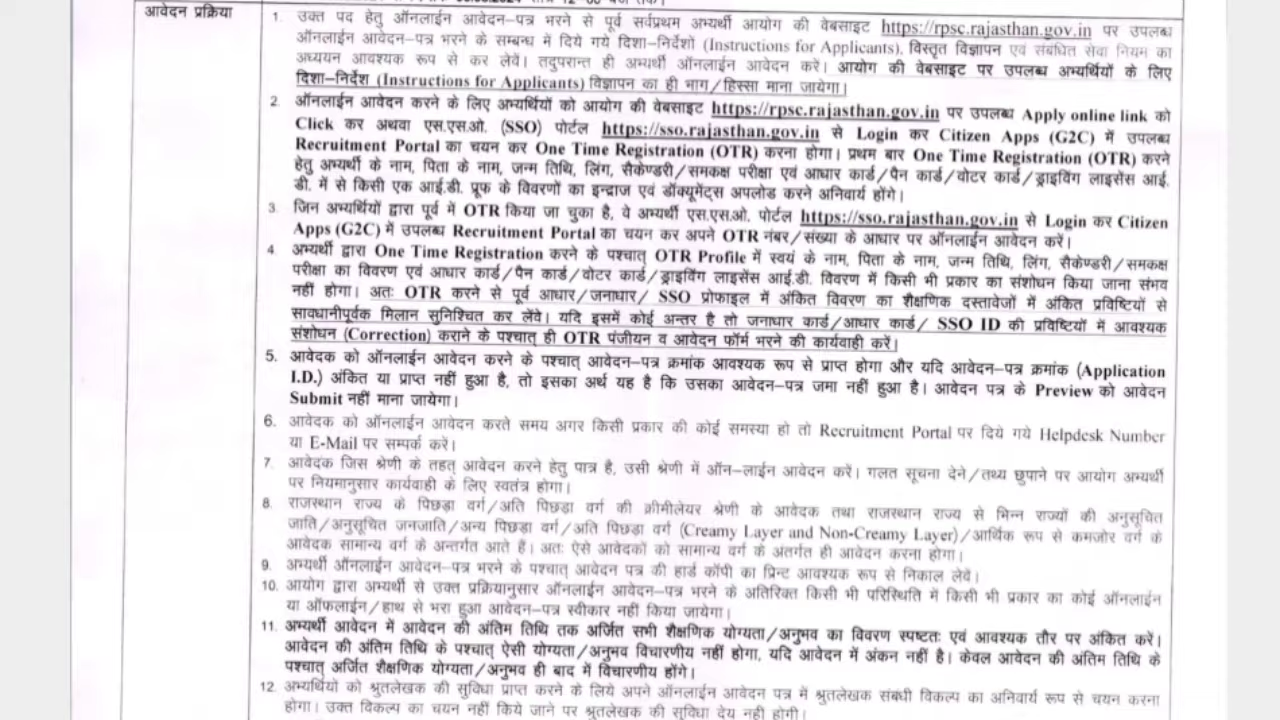 आवेदन प्रक्रिया
1. उक्त पद हेतु ऑनलाईन आवेदन–पत्र भरने से पूर्व सर्वप्रथम अभ्यर्थी आयोग की वेबसाइट https://rpsc.rajasthan.gov.in पर उपलब्ध
ऑनलाईन आवेदन–पत्र भरने के सम्बन्ध में दिये गये दिशा–निर्देशों (Instructions for Applicants), विस्तृत विज्ञापन एवं संबंधित सेवा नियम का
अध्ययन आवश्यक रूप से कर लेवें। तदुपरान्त ही अभ्यर्थी ऑनलाईन आवेदन करें। आयोग की वेबसाइट पर उपलब्ध अभ्यर्थियों के लिए
दिशा–निर्देश (Instructions for Applicants) विज्ञापन का ही भाग/हिस्सा माना जायेगा।
2. ऑनलाईन आवेदन करने के लिए अभ्यर्थियों को आयोग की वेबसाइट https://rpsc.rajasthan.gov.in पर उपलब्ध Apply online link को
Click कर अथवा एस.एस.ओ. (SSO) पोर्टल https://sso.rajasthan.gov.in से Login कर Citizen Apps (G2C) में उपलब्ध
Recruitment Portal का चयन कर One Time Registration (OTR) करना होगा। प्रथम बार One Time Registration (OTR) करने
हेतु अभ्यर्थी के नाम, पिता के नाम, जन्म तिथि, लिंग, सैकेण्डरी/समकक्ष परीक्षा एवं आधार कार्ड/पैन कार्ड/वोटर कार्ड/ड्राइविंग लाइसेंस आई.
डी. में से किसी एक आई.डी. प्रूफ के विवरणों का इन्द्राज एवं डॉक्यूमेंट्स अपलोड करने अनिवार्य होंगे।
3. जिन अभ्यर्थियों द्वारा पूर्व में OTR किया जा चुका है, वे अभ्यर्थी एस.एस.ओ. पोर्टल https://sso.rajasthan.gov.in से Login कर Citizen
Apps (G2C) में उपलब्ध Recruitment Portal का चयन कर अपने OTR नंबर/संख्या के आधार पर ऑनलाईन आवेदन करें।
4. अभ्यर्थी द्वारा One Time Registration करने के पश्चात् OTR Profile में स्वयं के नाम, पिता के नाम, जन्म तिथि, लिंग, सैकेण्डरी/समकक्ष
परीक्षा का विवरण एवं आधार कार्ड/पैन कार्ड/वोटर कार्ड/ड्राइविंग लाइसेंस आई.डी. विवरण में किसी भी प्रकार का संशोधन किया जाना संभव
नहीं होगा। अतः OTR करने से पूर्व आधार/जनाधार/ SSO प्रोफाइल में अंकित विवरण का शैक्षणिक दस्तावेजों में अंकित प्रविष्टियों से
सावधानीपूर्वक मिलान सुनिश्चित कर लेंवे। यदि इसमें कोई अन्तर है तो जनाधार कार्ड/आधार कार्ड/ SSO ID की प्रविष्टियों में आवश्यक
संशोधन (Correction) कराने के पश्चात् ही OTR पंजीयन व आवेदन फॉर्म भरने की कार्यवाही करें।
5. आवेदक को ऑनलाईन आवेदन करने के पश्चात् आवेदन–पत्र क्रमांक आवश्यक रूप से प्राप्त होगा और यदि आवेदन–पत्र क्रमांक (Application
I.D.) अंकित या प्राप्त नहीं हुआ है, तो इसका अर्थ यह है कि उसका आवेदन–पत्र जमा नहीं हुआ है। आवेदन पत्र के Preview को आवेदन
Submit नहीं माना जायेगा।
6. आवेदक को ऑनलाईन आवेदन करते समय अगर किसी प्रकार की कोई समस्या हो तो Recruitment Portal पर दिये गये Helpdesk Number
या E-Mail पर सम्पर्क करें।
7. आवेदक जिस श्रेणी के तहत् आवेदन करने हेतु पात्र है, उसी श्रेणी में ऑन–लाईन आवेदन करें। गलत सूचना देने/तथ्य छुपाने पर आयोग अभ्यर्थी
पर नियमानुसार कार्यवाही के लिए स्वतंत्र होगा।
8. राजस्थान राज्य के पिछड़ा वर्ग/अति पिछड़ा वर्ग की क्रीमीलेयर श्रेणी के आवेदक तथा राजस्थान राज्य से भिन्न राज्यों की अनुसूचित
जाति/अनुसूचित जनजाति/अन्य पिछड़ा वर्ग/अति पिछड़ा वर्ग (Creamy Layer and Non-Creamy Layer)/आर्थिक रूप से कमजोर वर्ग के
आवेदक सामान्य वर्ग के अन्तर्गत आते हैं। अतः ऐसे आवेदकों को सामान्य वर्ग के अंतर्गत ही आवेदन करना होगा।
9. अभ्यर्थी ऑनलाईन आवेदन–पत्र भरने के पश्चात् आवेदन पत्र की हार्ड कॉपी का प्रिन्ट आवश्यक रूप से निकाल लेवें।
10. आयोग द्वारा अभ्यर्थी से उक्त प्रक्रियानुसार ऑनलाईन आवेदन–पत्र भरने के अतिरिक्त किसी भी परिस्थिति में किसी भी प्रकार का कोई ऑनलाईन
या ऑफलाईन/हाथ से भरा हुआ आवेदन–पत्र स्वीकार नहीं किया जायेगा।
11. अभ्यर्थी आवेदन में आवेदन की अंतिम तिथि तक अर्जित सभी शैक्षणिक योग्यता/अनुभव का विवरण स्पष्टतः एवं आवश्यक तौर पर अंकित करें।
आवेदन की अंतिम तिथि के पश्चात् ऐसी योग्यता/अनुभव विचारणीय नहीं होगा, यदि आवेदन में अंकन नहीं है। केवल आवेदन की अंतिम तिथि के
पश्चात् अर्जित शैक्षणिक योग्यता/अनुभव ही बाद में विचारणीय होंगे।
12. अभ्यर्थियों को श्रुतलेखक की सुविधा प्राप्त करने के लिये अपने ऑनलाईन आवेदन पत्र में श्रुतलेखक संबंधी विकल्प का अनिवार्य रूप से चयन करना
होगा। उक्त विकल्प का चयन नहीं किये जाने पर श्रुतलेखक की सुविधा देय नही होगी।